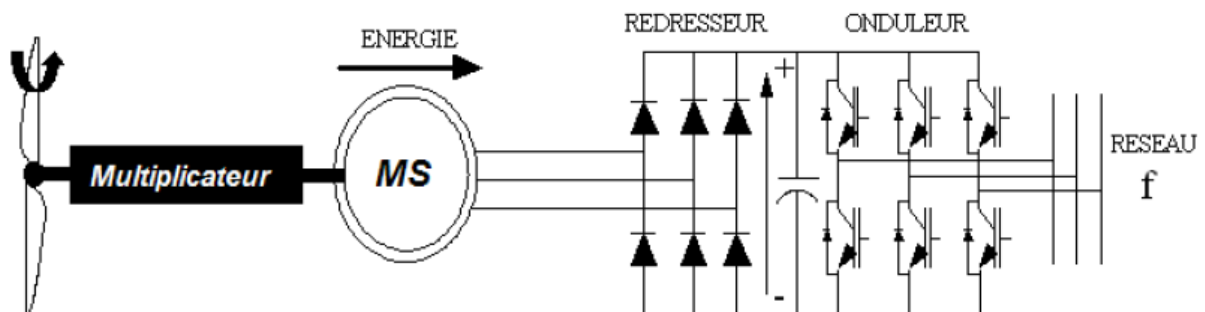 ENERGIE
REDRESSEUR
ONDULEUR
Multiplicateur
MS
+
-
RESEAU
f